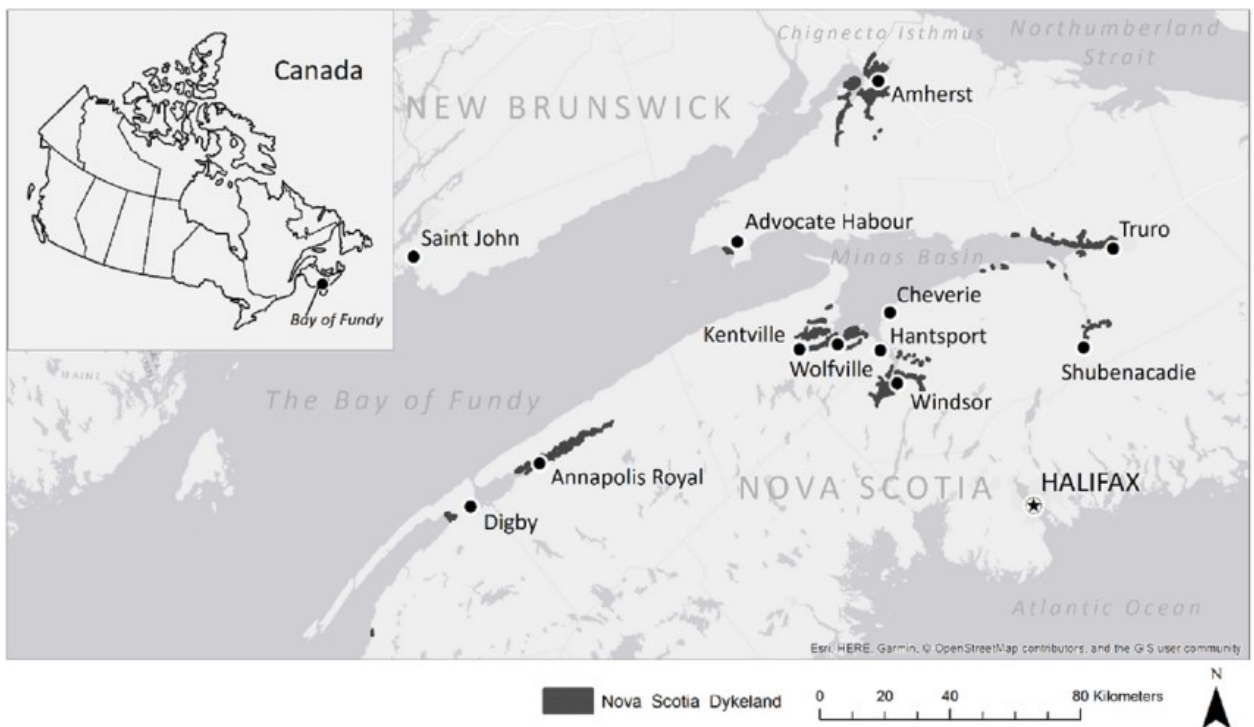 Canada
Bay of Fundy
Chignecto Isthmus
Northumberland
Strait
NEW BRUNSWICK
Amherst
Saint John
Advocate Habour
Truro
Minas Basin
Cheverie
Kentville
Hantsport
Wolfville
Shubenacadie
Windsor
MAINE
The Bay of Fundy
Annapolis Royal
NOVA SCOTIA
HALIFAX
Digby
Atlantic Ocean
Esri, HERE, Garmin, © OpenStreetMap contributors, and the GIS user community
N
Nova Scotia Dykeland
0 20 40 80 Kilometers